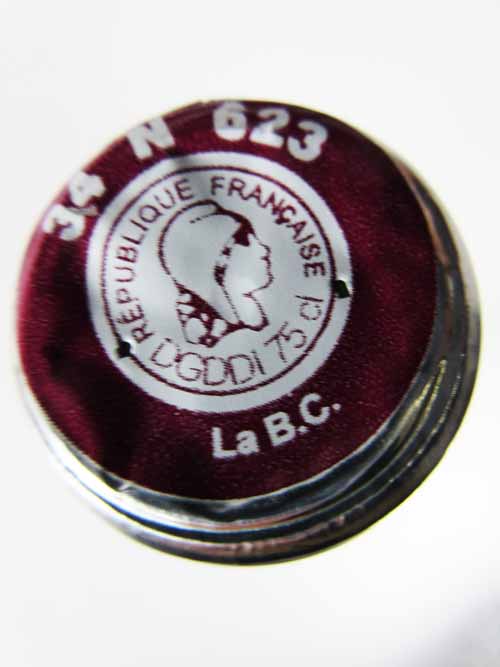 34 N 623
RÉPUBLIQUE FRANÇAISE
DGDDI 75 cl
La B.C.